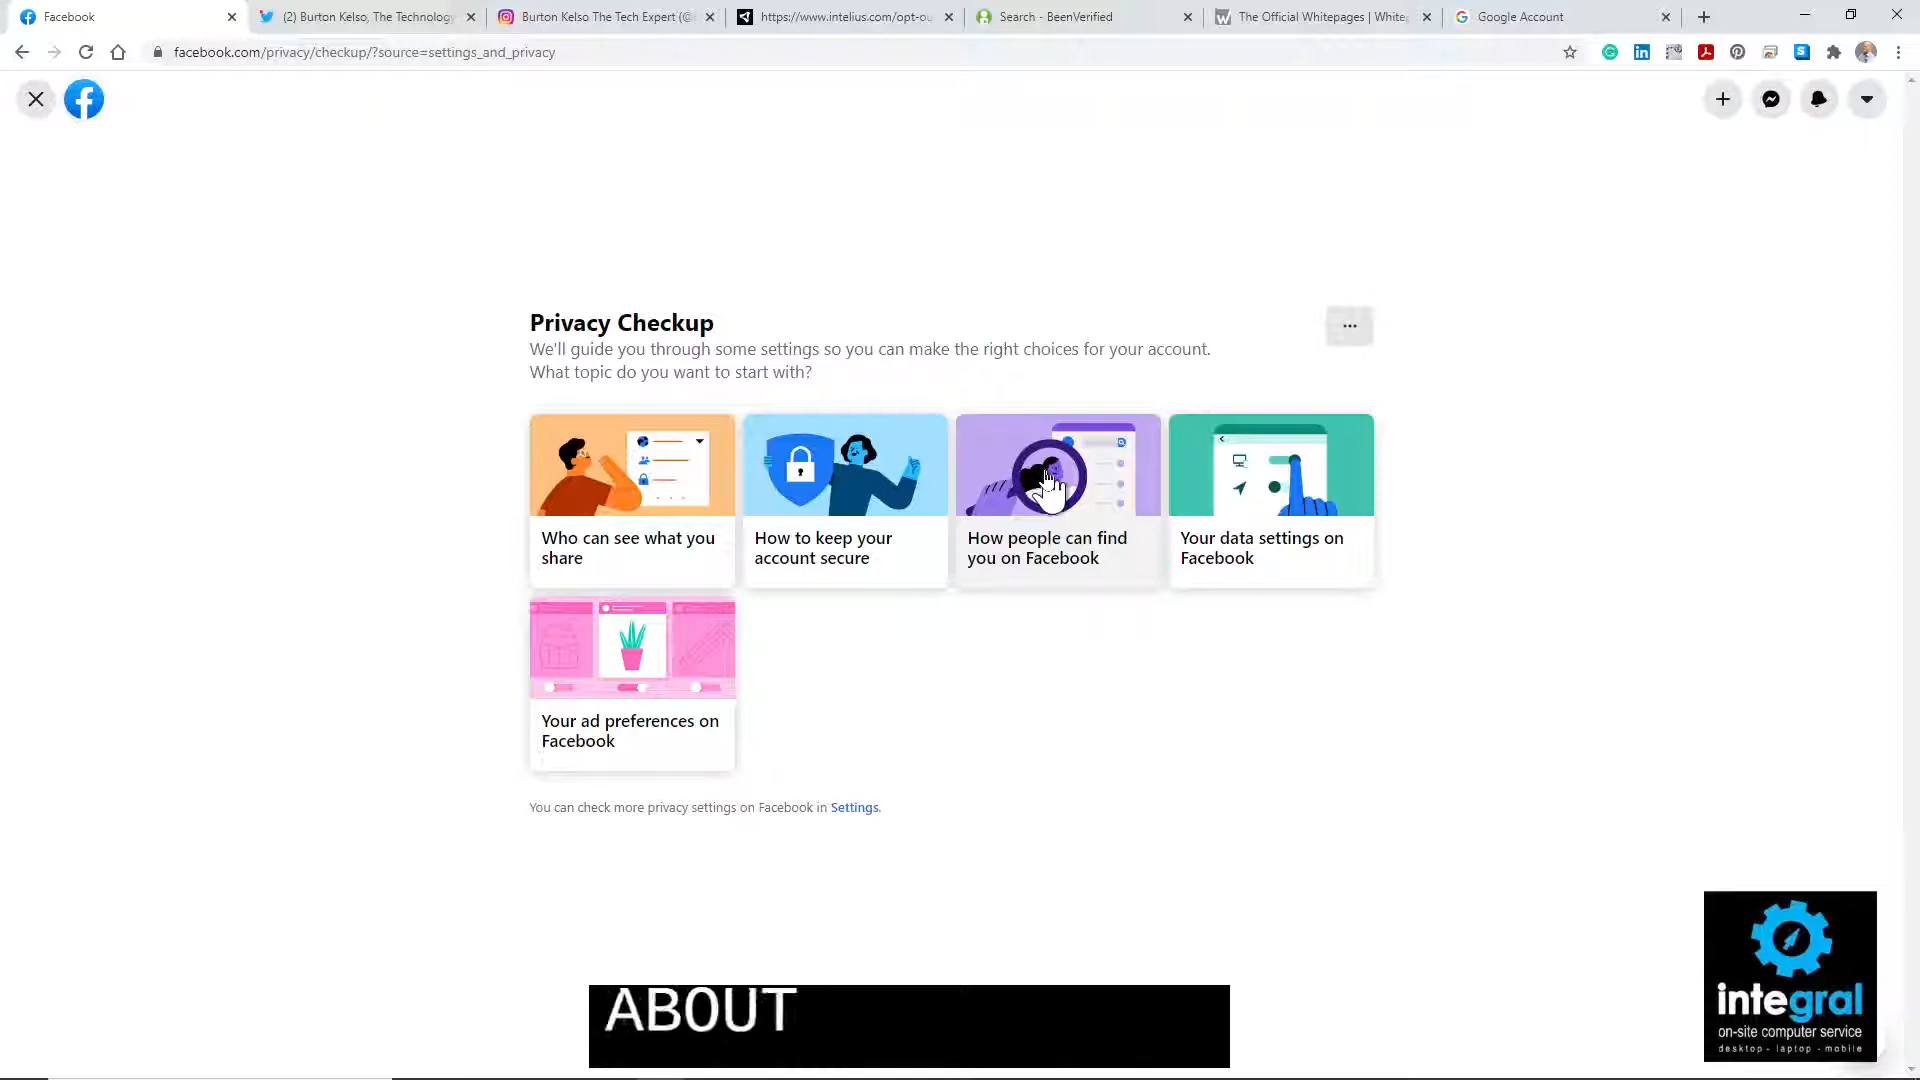 Facebook
(2) Burton Kelso, The Technology
Burton Kelso The Tech Expert (@
https://www.intelius.com/opt-ou
Search - BeenVerified
The Official Whitepages | White
Google Account
facebook.com/privacy/checkup/?source=settings_and_privacy
Privacy Checkup
We'll guide you through some settings so you can make the right choices for your account.
What topic do you want to start with?
Who can see what you
share
How to keep your
account secure
How people can find
you on Facebook
Your data settings on
Facebook
Your ad preferences on
Facebook
You can check more privacy settings on Facebook in Settings.
ABOUT
integral
on-site computer service
desktop - laptop - mobile